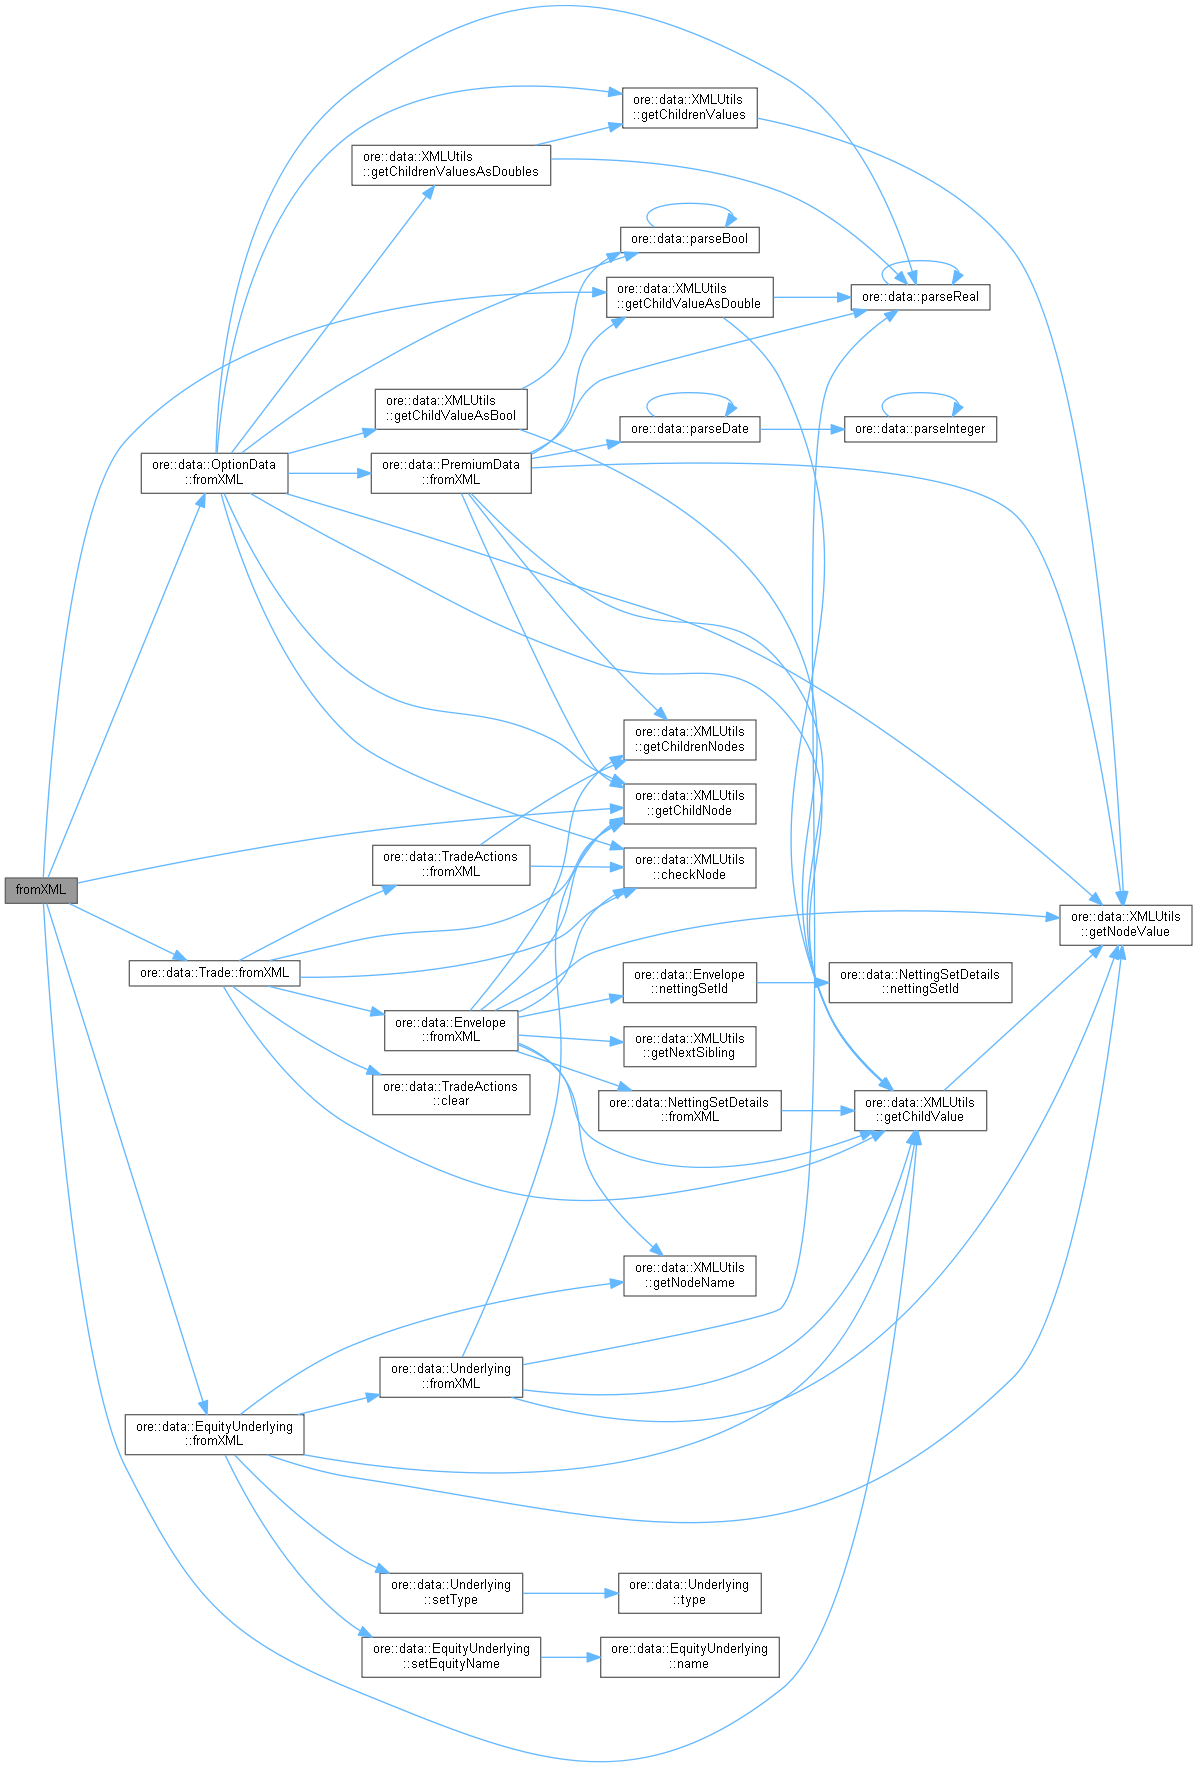 ore::data::XMLUtils
::getChildrenValues
ore::data::XMLUtils
::getChildrenValuesAsDoubles
ore::data::parseBool
ore::data::XMLUtils
::getChildValueAsDouble
ore::data::parseReal
ore::data::XMLUtils
::getChildValueAsBool
ore::data::parseDate
ore::data::parseInteger
ore::data::OptionData
::fromXML
ore::data::PremiumData
::fromXML
ore::data::XMLUtils
::getChildrenNodes
ore::data::XMLUtils
::getChildNode
ore::data::TradeActions
::fromXML
ore::data::XMLUtils
::checkNode
fromXML
ore::data::XMLUtils
::getNodeValue
ore::data::Trade::fromXML
ore::data::Envelope
::nettingSetId
ore::data::NettingSetDetails
::nettingSetId
ore::data::Envelope
::fromXML
ore::data::XMLUtils
::getNextSibling
ore::data::TradeActions
::clear
ore::data::NettingSetDetails
::fromXML
ore::data::XMLUtils
::getChildValue
ore::data::XMLUtils
::getNodeName
ore::data::Underlying
::fromXML
ore::data::EquityUnderlying
::fromXML
ore::data::Underlying
::setType
ore::data::Underlying
::type
ore::data::EquityUnderlying
::setEquityName
ore::data::EquityUnderlying
::name